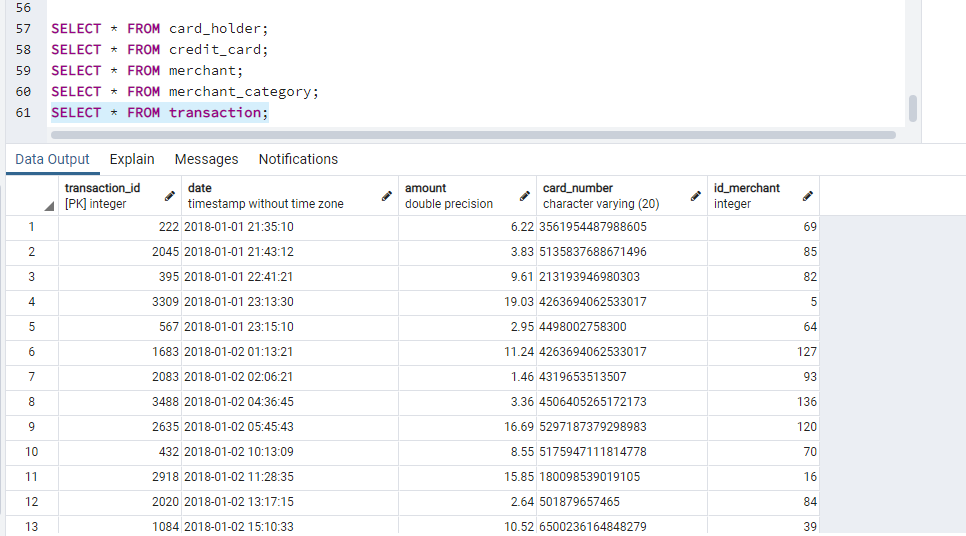 56
57 SELECT * FROM card_holder;
58 SELECT * FROM credit_card;
59 SELECT * FROM merchant;
60 SELECT * FROM merchant_category;
61 SELECT * FROM transaction;
Data Output Explain Messages Notifications
transaction_id date amount card_number id_merchant
[PK] integer timestamp without time zone double precision character varying (20) integer
1 222 2018-01-01 21:35:10 6.22 3561954487988605 69
2 2045 2018-01-01 21:43:12 3.83 5135837688671496 85
3 395 2018-01-01 22:41:21 9.61 213193946980303 82
4 3309 2018-01-01 23:13:30 19.03 4263694062533017 5
5 567 2018-01-01 23:15:10 2.95 4498002758300 64
6 1683 2018-01-02 01:13:21 11.24 4263694062533017 127
7 2083 2018-01-02 02:06:21 1.46 4319653513507 93
8 3488 2018-01-02 04:36:45 3.36 4506405265172173 136
9 2635 2018-01-02 05:45:43 16.69 5297187379298983 120
10 432 2018-01-02 10:13:09 8.55 5175947111814778 70
11 2918 2018-01-02 11:28:35 15.85 180098539019105 16
12 2020 2018-01-02 13:17:15 2.64 501879657465 84
13 1084 2018-01-02 15:10:33 10.52 6500236164848279 39